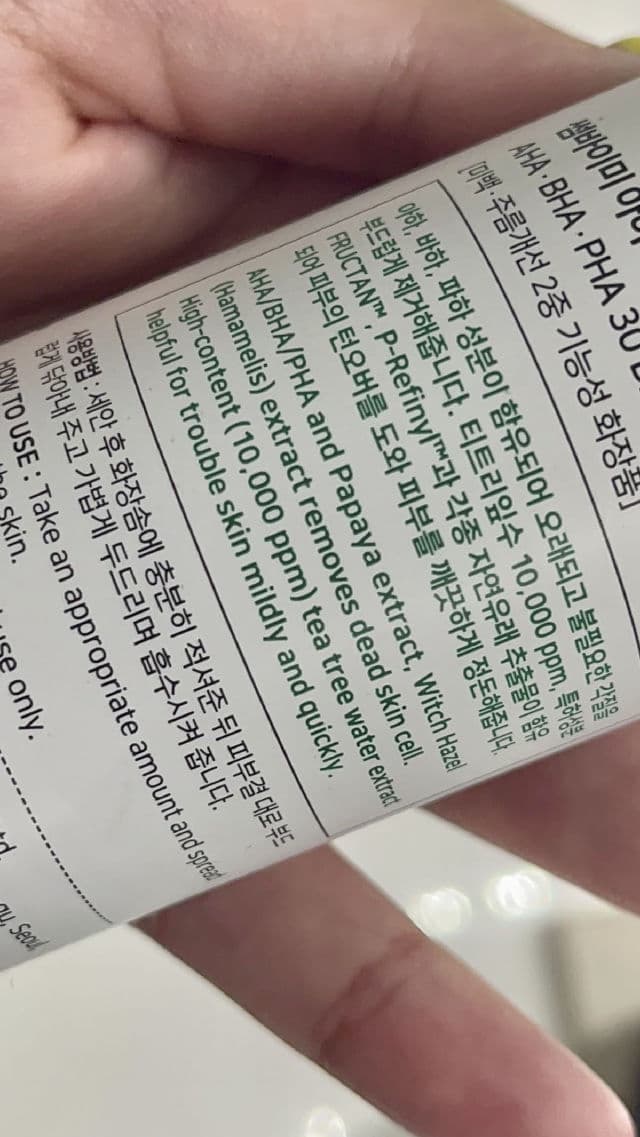 썸바이미
AHA·BHA·PHA 30
[미백·주름개선 2중 기능성 화장품]
아하, 바하, 파하 성분이 함유되어 오래되고 불필요한 각질을
부드럽게 제거해줍니다. 티트리잎수 10,000 ppm, 특허성분
FRUCTAN™, P-Refinyl™과 각종 자연유래 추출물이 함유
되어 피부의 턴오버를 도와 피부를 깨끗하게 정돈해줍니다.
AHA/BHA/PHA and Papaya extract, Witch Hazel
(Hamamelis) extract removes dead skin cell.
High-content (10,000 ppm) tea tree water extract
helpful for trouble skin mildly and quickly.
사용방법 : 세안 후 화장솜에 충분히 적셔준 뒤 피부결 대로 부드
럽게 닦아내 주고 가볍게 두드리며 흡수시켜 줍니다.
HOW TO USE : Take an appropriate amount and spread
the skin.
use only.
Seoul,